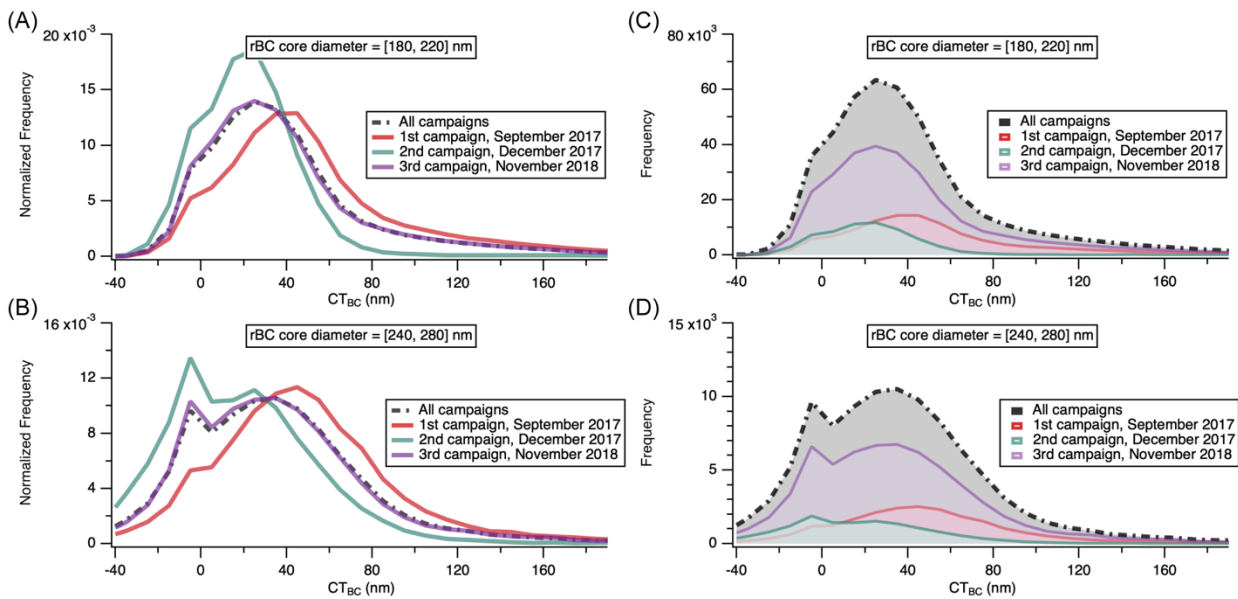 (A)
20 x10-3
rBC core diameter = [180, 220] nm
15
10
5
0
Normalized Frequency
All campaigns
1st campaign, September 2017
2nd campaign, December 2017
3rd campaign, November 2018
-40
0
40
80
120
160
CTBC (nm)
(C)
80 x103
rBC core diameter = [180, 220] nm
60
40
20
0
Frequency
All campaigns
1st campaign, September 2017
2nd campaign, December 2017
3rd campaign, November 2018
-40
0
40
80
120
160
CTBC (nm)
(B)
16 x10-3
rBC core diameter = [240, 280] nm
12
8
4
0
Normalized Frequency
All campaigns
1st campaign, September 2017
2nd campaign, December 2017
3rd campaign, November 2018
-40
0
40
80
120
160
CTBC (nm)
(D)
15 x103
rBC core diameter = [240, 280] nm
10
5
0
Frequency
All campaigns
1st campaign, September 2017
2nd campaign, December 2017
3rd campaign, November 2018
-40
0
40
80
120
160
CTBC (nm)